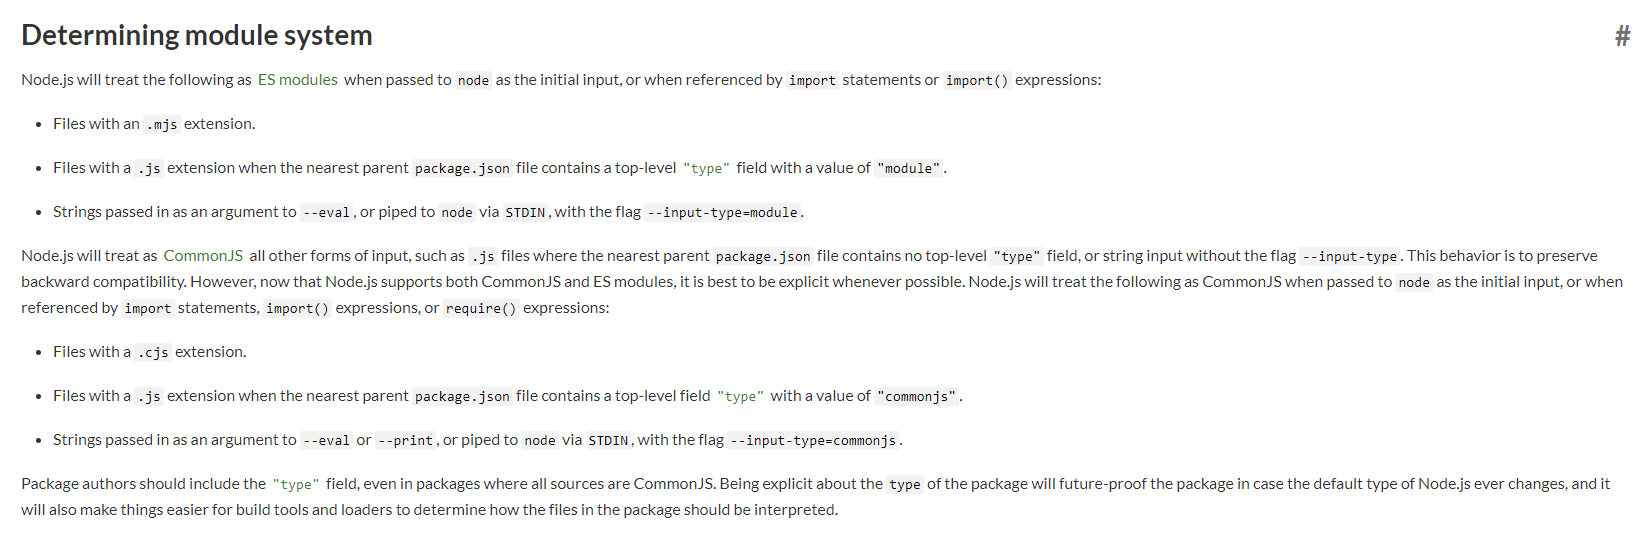 Determining module system #
Node.js will treat the following as ES modules when passed to node as the initial input, or when referenced by import statements or import() expressions:
• Files with an .mjs extension.
• Files with a .js extension when the nearest parent package.json file contains a top-level "type" field with a value of "module".
• Strings passed in as an argument to --eval, or piped to node via STDIN, with the flag --input-type=module.
Node.js will treat as CommonJS all other forms of input, such as .js files where the nearest parent package.json file contains no top-level "type" field, or string input without the flag --input-type. This behavior is to preserve
backward compatibility. However, now that Node.js supports both CommonJS and ES modules, it is best to be explicit whenever possible. Node.js will treat the following as CommonJS when passed to node as the initial input, or when
referenced by import statements, import() expressions, or require() expressions:
• Files with a .cjs extension.
• Files with a .js extension when the nearest parent package.json file contains a top-level field "type" with a value of "commonjs".
• Strings passed in as an argument to --eval or --print, or piped to node via STDIN, with the flag --input-type=commonjs.
Package authors should include the "type" field, even in packages where all sources are CommonJS. Being explicit about the type of the package will future-proof the package in case the default type of Node.js ever changes, and it
will also make things easier for build tools and loaders to determine how the files in the package should be interpreted.